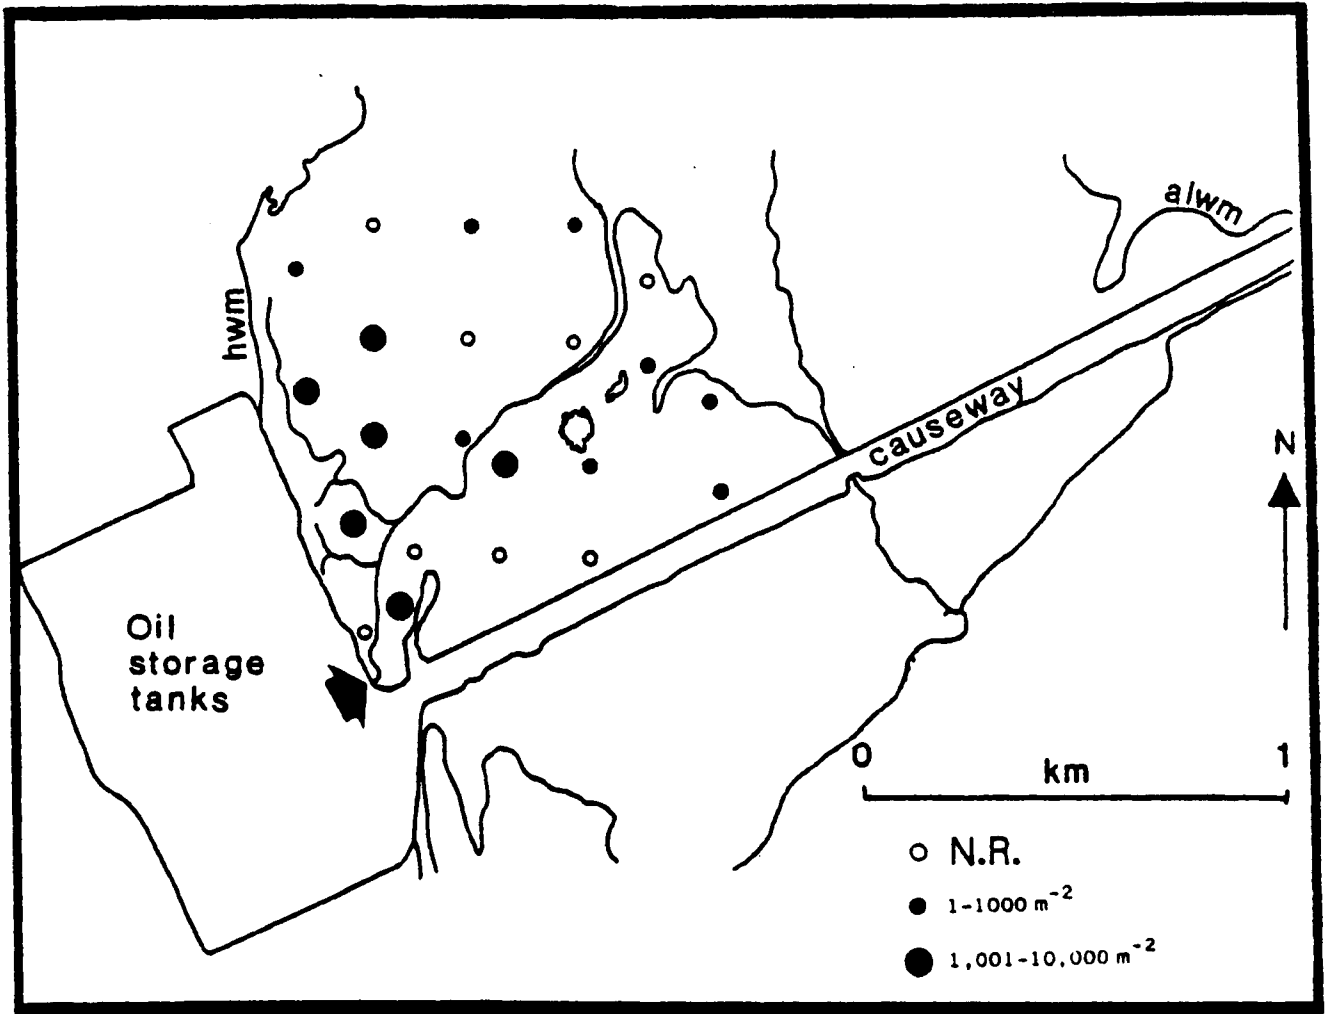 alwm
hwm
causeway
N
Oil
storage
tanks
0 1
km
N.R.
1-1000 m⁻²
1,001-10,000 m⁻²